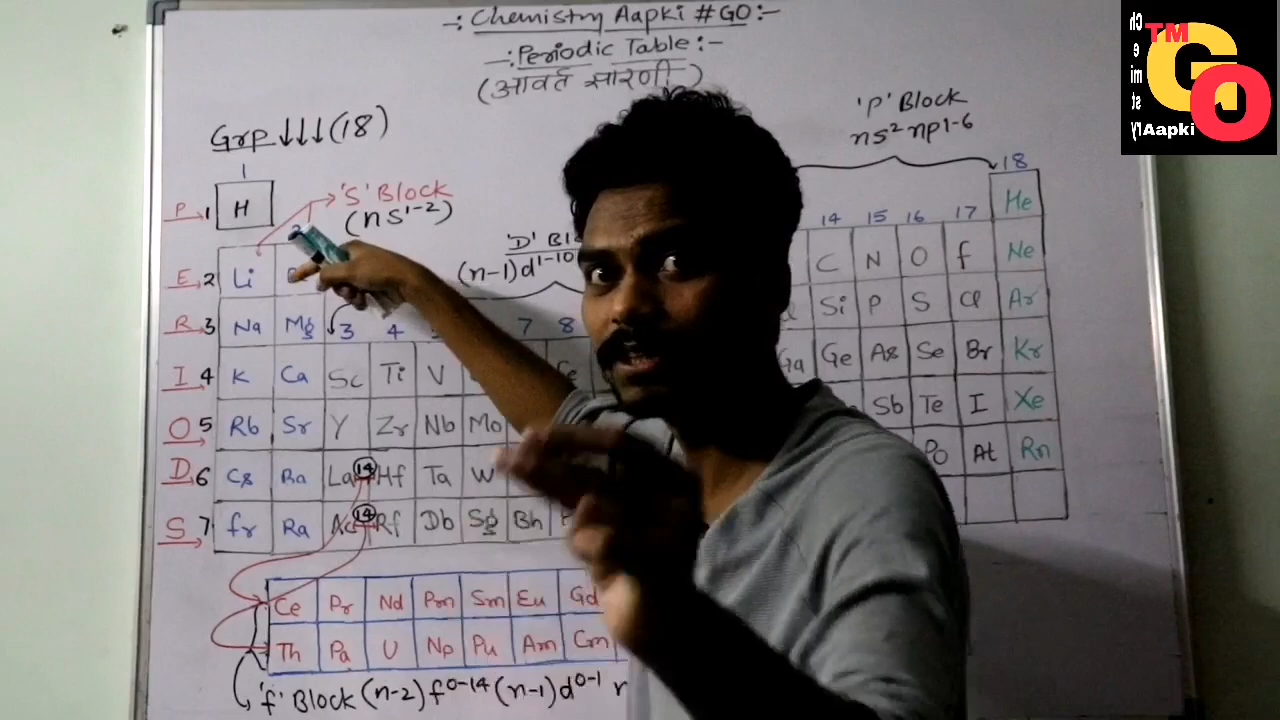 -: Chemistry Aapki #GO:-
-:Periodic Table:-
(आवर्त सारणी)
Chemistry
TM
GO
Aapki
Grp ↓↓↓(18)
'P' Block
ns² np1-6
1
18
P 1 H
'S' Block
(ns¹⁻²)
He
2
'D'
(n-1)d¹⁻¹⁰
14 15 16 17
E 2 Li C N O f Ne
R 3 Na Mg 3 4 7 8 Si P S Cl Ar
I 4 K Ca Sc Ti V Ga Ge As Se Br Kr
O 5 Rb Sr Y Zr Nb Mo Sb Te I Xe
D 6 Cs Ra La 14 Hf Ta W Po At Rn
S 7 fr Ra Ac 14 Rf Db Sg Bh
Ce Pr Nd Pm Sm Eu Gd
Th Pa U Np Pu Am Cm
'f' Block (n-2) f⁰⁻¹⁴ (n-1) d⁰⁻¹